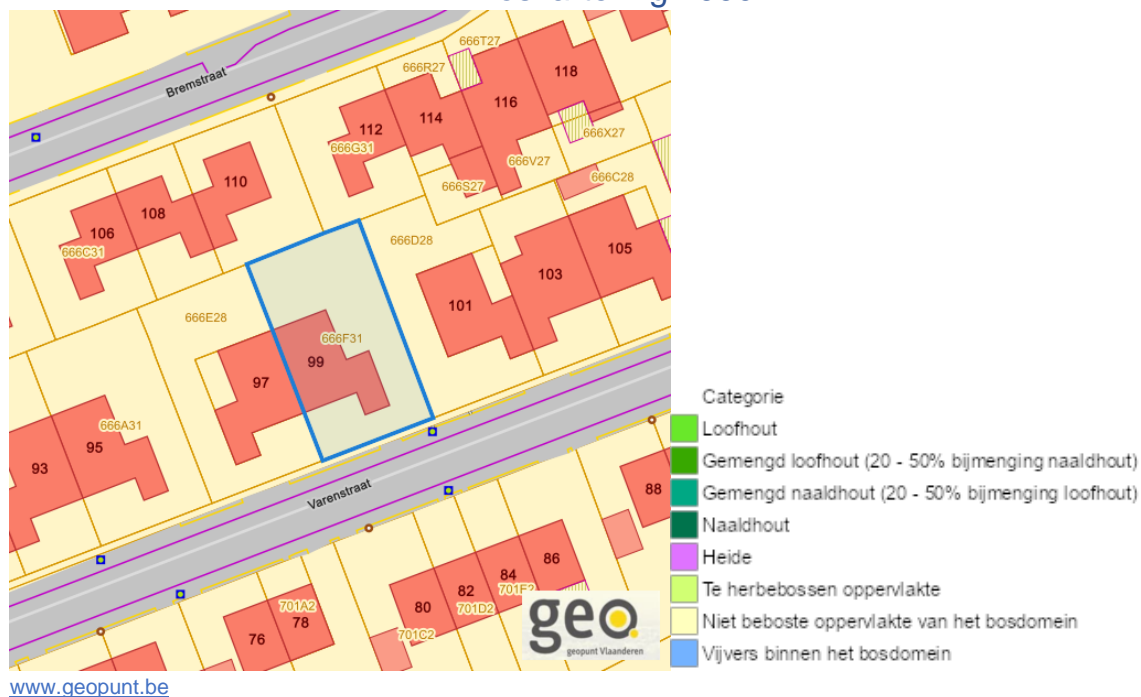 Bremstraat
666T27
666R27
118
116
114
112
666G31
666X27
666V27
666S27
666C28
110
108
106
666C31
666D28
105
103
101
666E28
666F31
99
97
666A31
95
93
Varenstraat
88
86
84
82
80
78
76
701A2
701E2
701D2
701C2
geo.
geopunt Vlaanderen
Categorie
Loofhout
Gemengd loofhout (20 - 50% bijmenging naaldhout)
Gemengd naaldhout (20 - 50% bijmenging loofhout)
Naaldhout
Heide
Te herbebossen oppervlakte
Niet beboste oppervlakte van het bosdomein
Vijvers binnen het bosdomein
www.geopunt.be